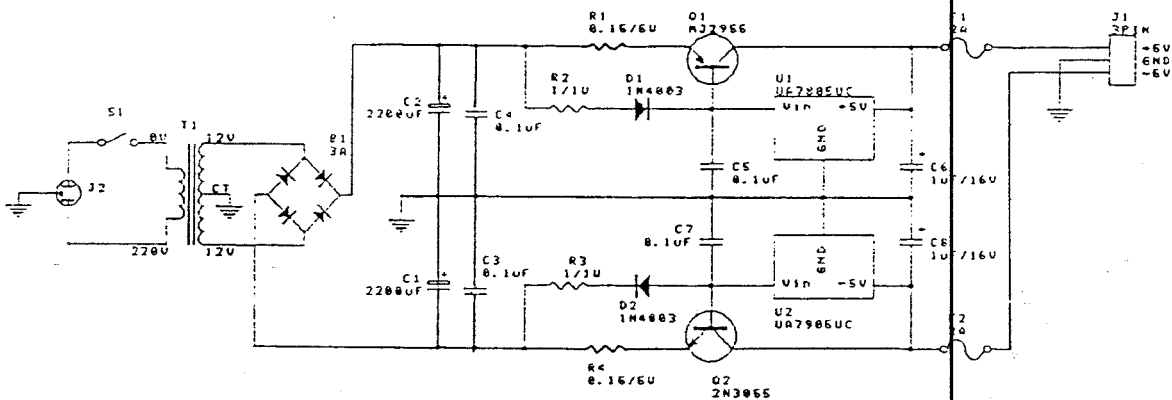 R1
0.15/5W
Q1
MJ2955
F1
2A
J1
3PIN
+5V
GND
-5V
R2
1/1W
D1
1N4003
U1
UA7805UC
Vin
+5V
GND
C2
2200uF
C4
0.1uF
S1
0V
T1
12V
B1
3A
J2
CT
C5
0.1uF
C6
1uF/16V
220V
12V
C7
0.1uF
C8
1uF/16V
C1
2200uF
C3
0.1uF
R3
1/1W
D2
1N4003
GND
Vin
-5V
U2
UA7905UC
R4
0.15/5W
Q2
2N3055